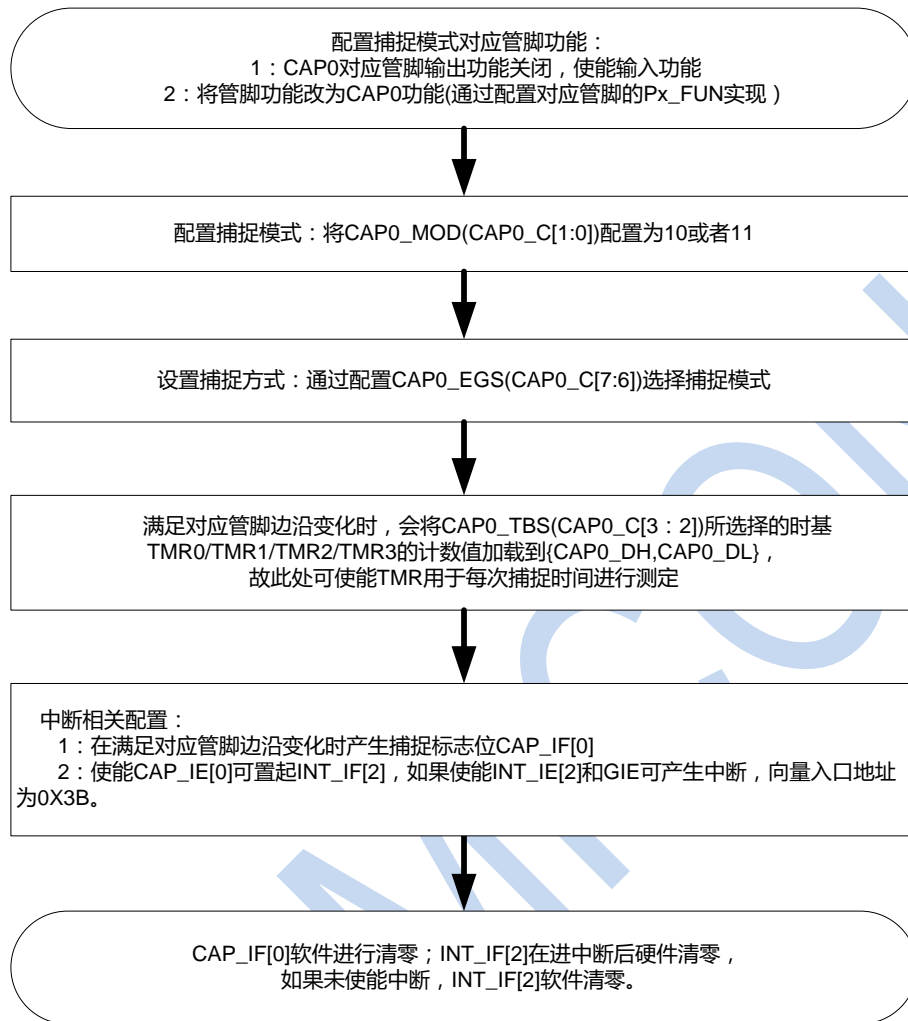 配置捕捉模式对应管脚功能：
1：CAP0对应管脚输出功能关闭，使能输入功能
2：将管脚功能改为CAP0功能(通过配置对应管脚的Px_FUN实现）
配置捕捉模式：将CAP0_MOD(CAP0_C[1:0])配置为10或者11
设置捕捉方式：通过配置CAP0_EGS(CAP0_C[7:6])选择捕捉模式
满足对应管脚边沿变化时，会将CAP0_TBS(CAP0_C[3：2])所选择的时基
TMR0/TMR1/TMR2/TMR3的计数值加载到{CAP0_DH,CAP0_DL}，
故此处可使能TMR用于每次捕捉时间进行测定
中断相关配置：
1：在满足对应管脚边沿变化时产生捕捉标志位CAP_IF[0]
2：使能CAP_IE[0]可置起INT_IF[2]，如果使能INT_IE[2]和GIE可产生中断，向量入口地址
为0X3B。
CAP_IF[0]软件进行清零；INT_IF[2]在进中断后硬件清零，
如果未使能中断，INT_IF[2]软件清零。